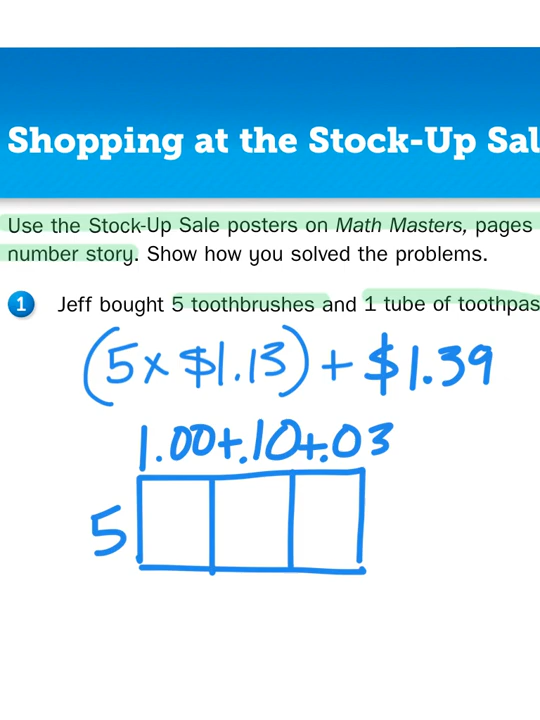 Shopping at the Stock-Up Sal
Use the Stock-Up Sale posters on Math Masters, pages
number story. Show how you solved the problems.
1 Jeff bought 5 toothbrushes and 1 tube of toothpas
(5 x $1.13) + $1.39
1.00+.10+.03
5